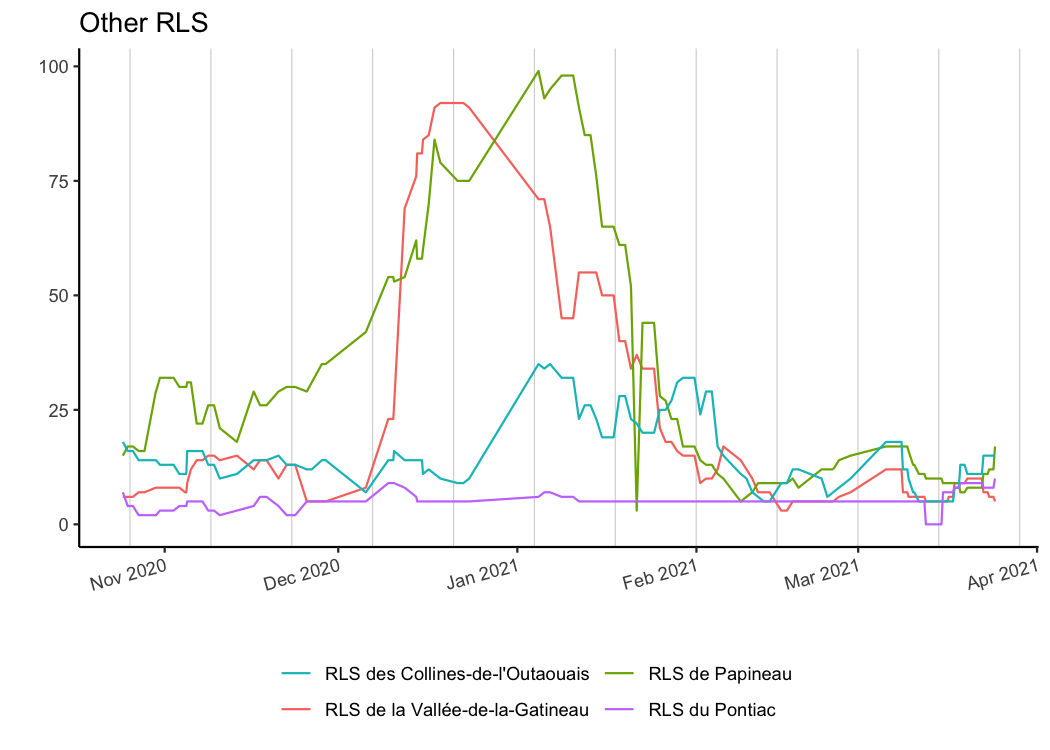 Other RLS
100
75
50
25
0
Nov 2020 Dec 2020 Jan 2021 Feb 2021 Mar 2021 Apr 2021
RLS des Collines-de-l'Outaouais RLS de Papineau
RLS de la Vallée-de-la-Gatineau RLS du Pontiac